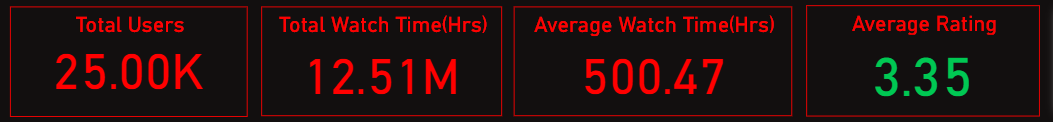 Total Users
25.00K
Total Watch Time(Hrs)
12.51M
Average Watch Time(Hrs)
500.47
Average Rating
3.35